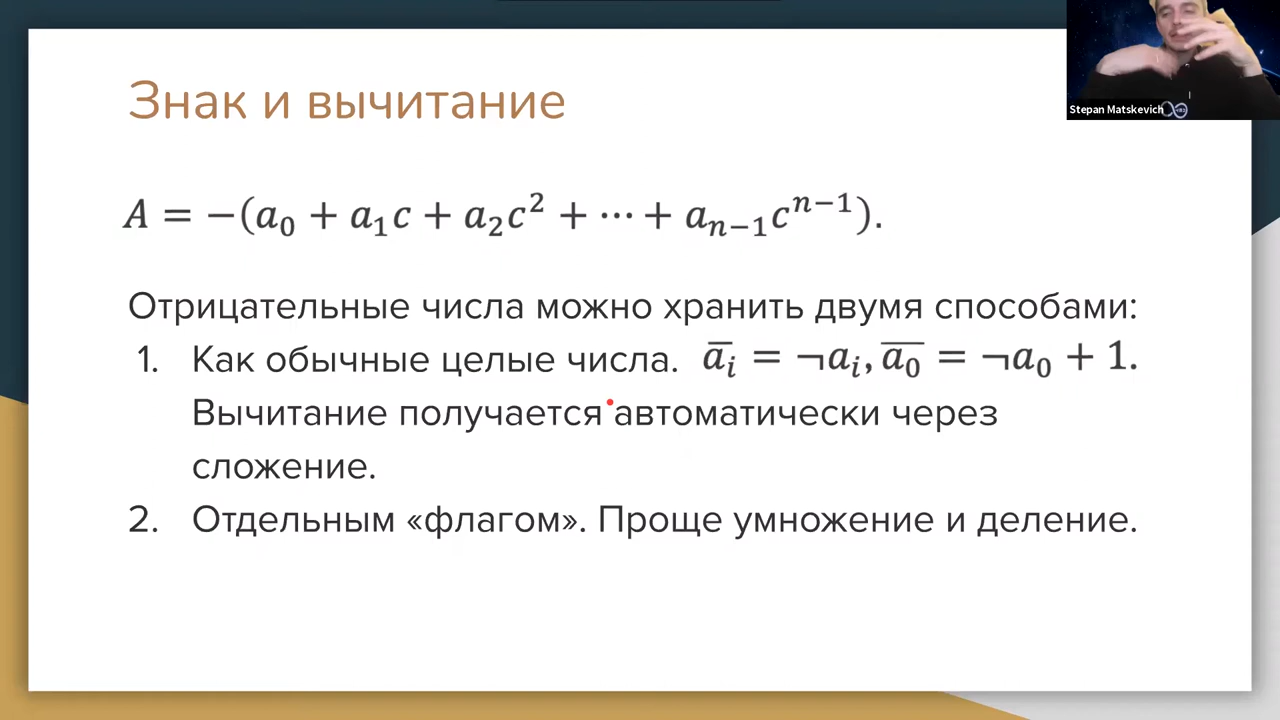 Знак и вычитание
Stepan Matskevich
A = −(a₀ + a₁c + a₂c² + ⋯ + aₙ₋₁cⁿ⁻¹).
Отрицательные числа можно хранить двумя способами:
1. Как обычные целые числа. a̅ᵢ = ¬aᵢ, a̅₀ = ¬a₀ + 1.
Вычитание получается автоматически через
сложение.
2. Отдельным «флагом». Проще умножение и деление.